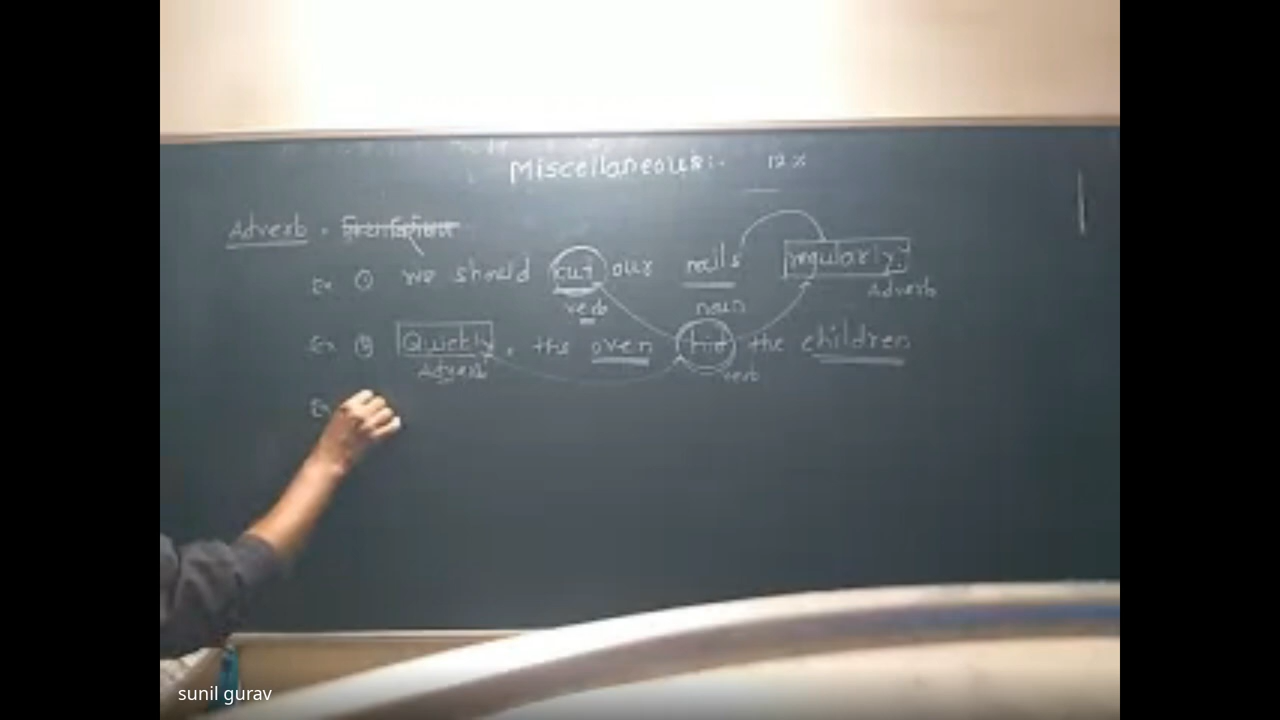 Miscellaneous:- 12 x
Adverb -
Ex ① we should cut our nails regularly.
verb noun Adverb
Ex ② Quickly, the oven hid the children
Adverb verb
Ex
sunil gurav